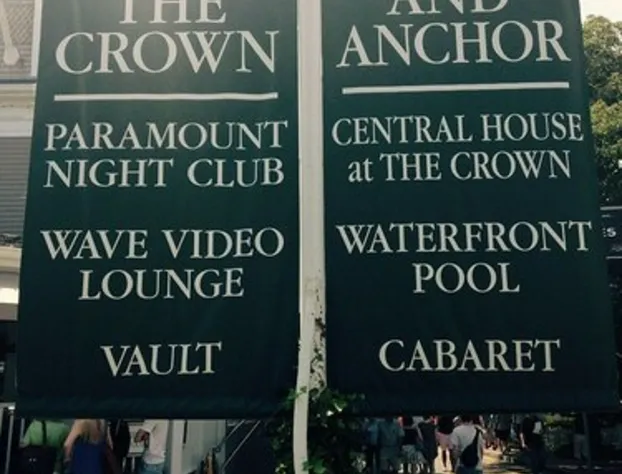 THE
CROWN
PARAMOUNT
NIGHT CLUB
WAVE VIDEO
LOUNGE
VAULT
AND
ANCHOR
CENTRAL HOUSE
at THE CROWN
WATERFRONT
POOL
CABARET